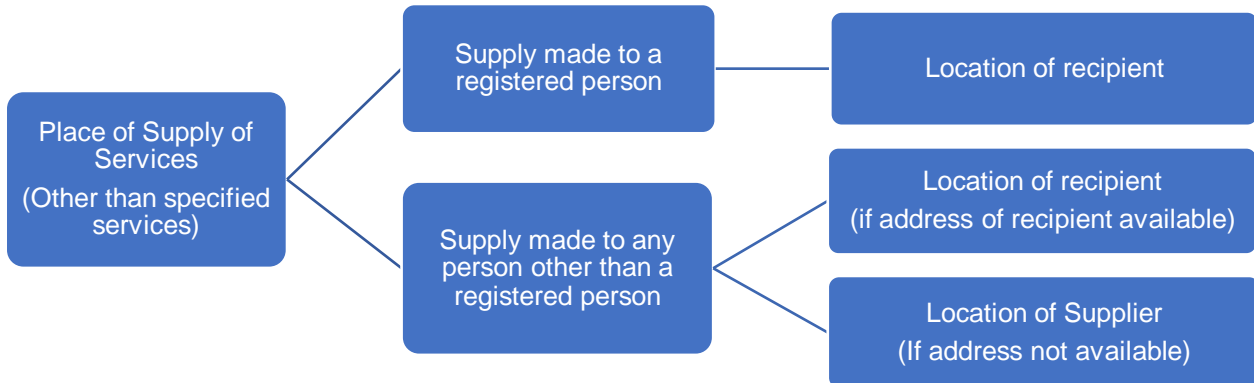 Place of Supply of
Services
(Other than specified
services)
Supply made to a
registered person
Location of recipient
Supply made to any
person other than a
registered person
Location of recipient
(if address of recipient available)
Location of Supplier
(If address not available)